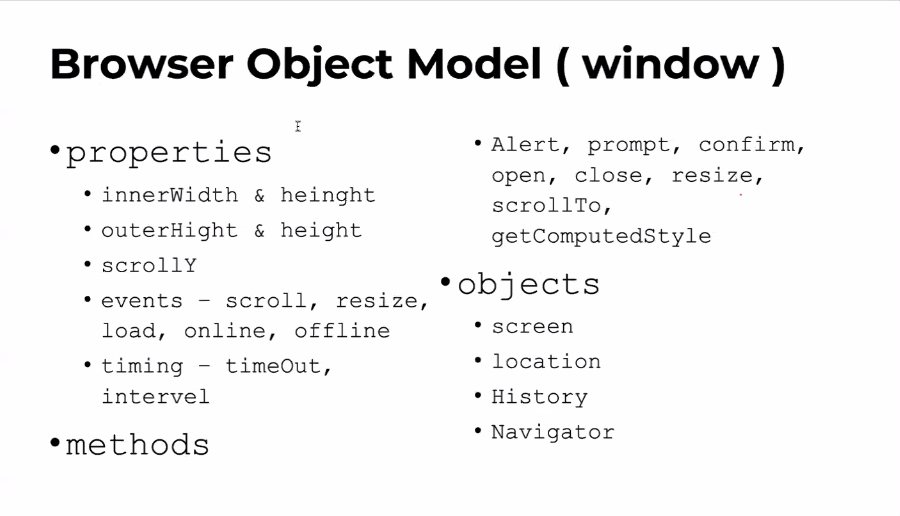 Browser Object Model ( window )
•properties
• innerWidth & heinght
• outerHight & height
• scrollY
• events – scroll, resize,
load, online, offline
• timing – timeOut,
intervel
•methods
• Alert, prompt, confirm,
open, close, resize,
scrollTo,
getComputedStyle
•objects
• screen
• location
• History
• Navigator